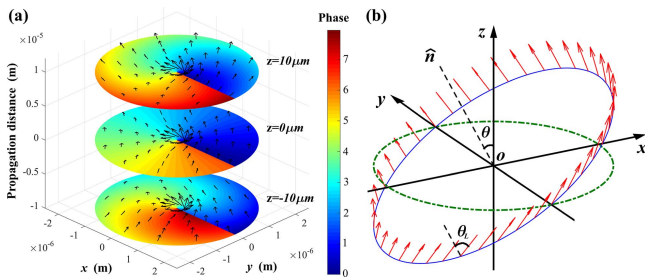 (a)
Phase
×10⁻⁵
z=10μm
z=0μm
z=-10μm
Propagation distance (m)
1
0.5
0
-0.5
-1
-2
-1
0
1
2
×10⁻⁶
x (m)
-2
-1
0
1
2
×10⁻⁶
y (m)
7
6
5
4
3
2
1
0
(b)
z
n̂
y
θ
o
x
θL